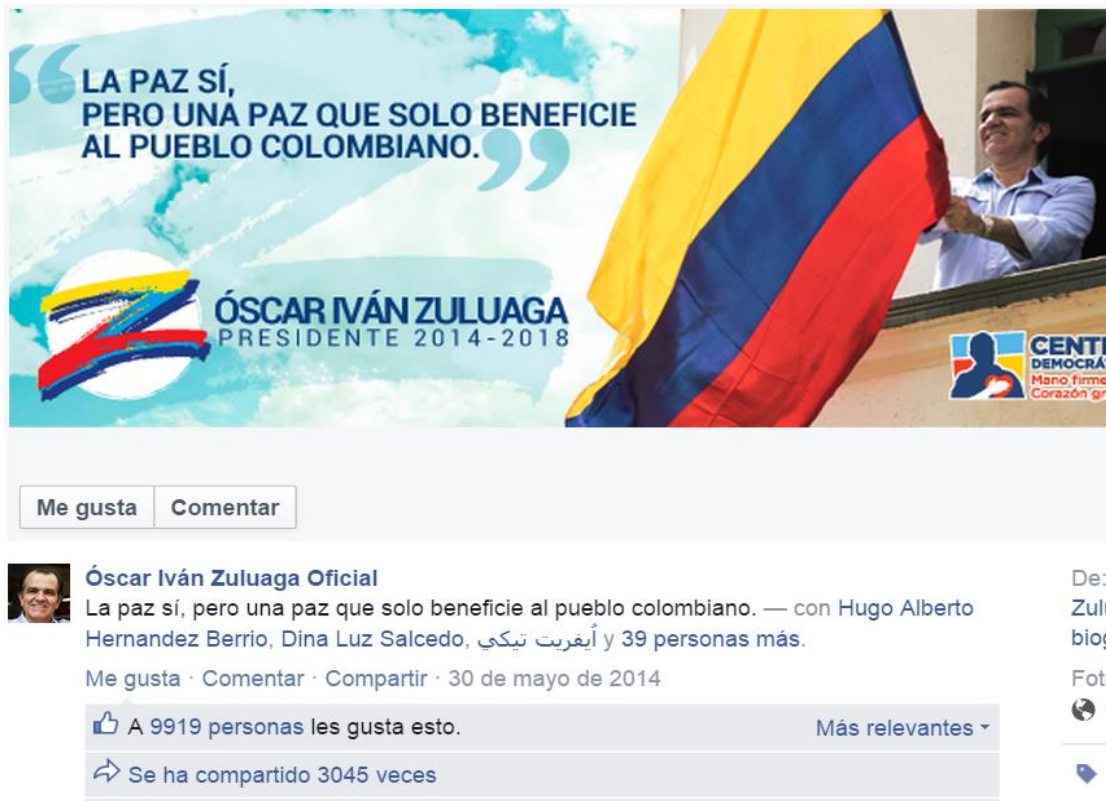 LA PAZ SÍ,
PERO UNA PAZ QUE SOLO BENEFICIE
AL PUEBLO COLOMBIANO.
ÓSCAR IVÁN ZULUAGA
PRESIDENTE 2014-2018
CENT
DEMOCRÁ
Mano firme
Corazón gr
Me gusta Comentar
Óscar Iván Zuluaga Oficial
La paz sí, pero una paz que solo beneficie al pueblo colombiano. — con Hugo Alberto
Hernandez Berrio, Dina Luz Salcedo, اَيفريت تيكي y 39 personas más.
Me gusta · Comentar · Compartir · 30 de mayo de 2014
A 9919 personas les gusta esto. Más relevantes
Se ha compartido 3045 veces
De:
Zul
biog
Fot